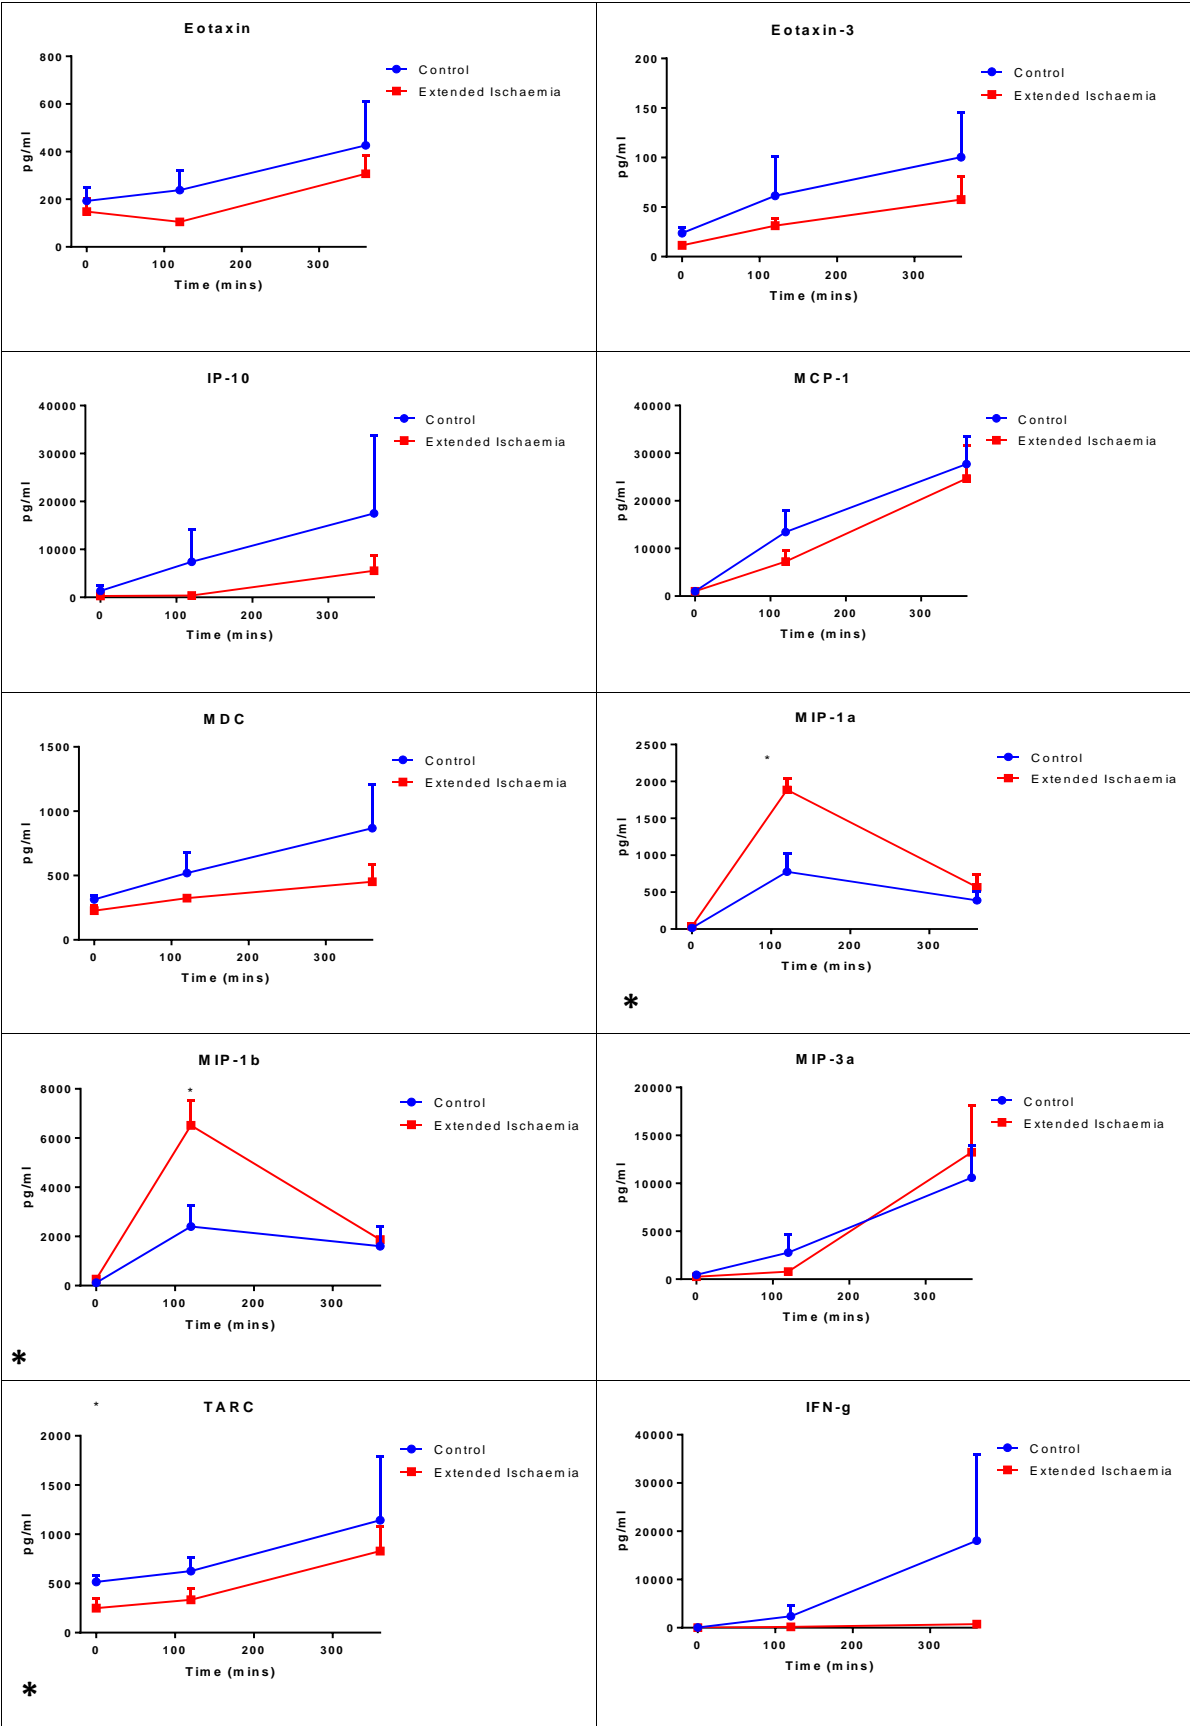 Eotaxin
800
600
400
200
0
pg/ml
0 100 200 300
Time (mins)
Control
Extended Ischaemia
Eotaxin-3
200
150
100
50
0
pg/ml
0 100 200 300
Time (mins)
Control
Extended Ischaemia
IP-10
40000
30000
20000
10000
0
pg/ml
0 100 200 300
Time (mins)
Control
Extended Ischaemia
MCP-1
40000
30000
20000
10000
0
pg/ml
0 100 200 300
Time (mins)
Control
Extended Ischaemia
MDC
1500
1000
500
0
pg/ml
0 100 200 300
Time (mins)
Control
Extended Ischaemia
MIP-1a
2500
2000
1500
1000
500
0
pg/ml
*
0 100 200 300
Time (mins)
Control
Extended Ischaemia
*
MIP-1b
8000
6000
4000
2000
0
pg/ml
*
0 100 200 300
Time (mins)
Control
Extended Ischaemia
*
MIP-3a
20000
15000
10000
5000
0
pg/ml
0 100 200 300
Time (mins)
Control
Extended Ischaemia
* TARC
2000
1500
1000
500
0
pg/ml
0 100 200 300
Time (mins)
Control
Extended Ischaemia
*
IFN-g
40000
30000
20000
10000
0
pg/ml
0 100 200 300
Time (mins)
Control
Extended Ischaemia